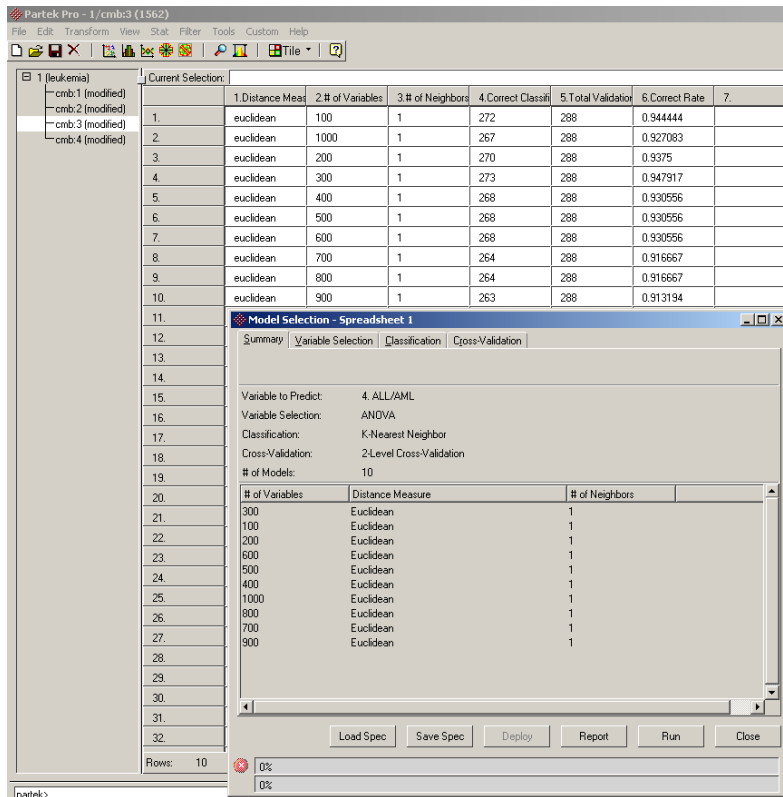 Partek Pro - 1/cmb:3 (1562)
File Edit Transform View Stat Filter Tools Custom Help
Tile
1 (leukemia)
cmb:1 (modified)
cmb:2 (modified)
cmb:3 (modified)
cmb:4 (modified)
Current Selection:
1.Distance Meas 2.# of Variables 3.# of Neighbors 4.Correct Classifi 5.Total Validation 6.Correct Rate 7.
1. euclidean 100 1 272 288 0.944444
2. euclidean 1000 1 267 288 0.927083
3. euclidean 200 1 270 288 0.9375
4. euclidean 300 1 273 288 0.947917
5. euclidean 400 1 268 288 0.930556
6. euclidean 500 1 268 288 0.930556
7. euclidean 600 1 268 288 0.930556
8. euclidean 700 1 264 288 0.916667
9. euclidean 800 1 264 288 0.916667
10. euclidean 900 1 263 288 0.913194
11.
12.
13.
14.
15.
16.
17.
18.
19.
20.
21.
22.
23.
24.
25.
26.
27.
28.
29.
30.
31.
32.
Rows: 10
partek>
Model Selection - Spreadsheet 1
Summary Variable Selection Classification Cross-Validation
Variable to Predict: 4. ALL/AML
Variable Selection: ANOVA
Classification: K-Nearest Neighbor
Cross-Validation: 2-Level Cross-Validation
# of Models: 10
# of Variables Distance Measure # of Neighbors
300 Euclidean 1
100 Euclidean 1
200 Euclidean 1
600 Euclidean 1
500 Euclidean 1
400 Euclidean 1
1000 Euclidean 1
800 Euclidean 1
700 Euclidean 1
900 Euclidean 1
Load Spec Save Spec Deploy Report Run Close
0%
0%